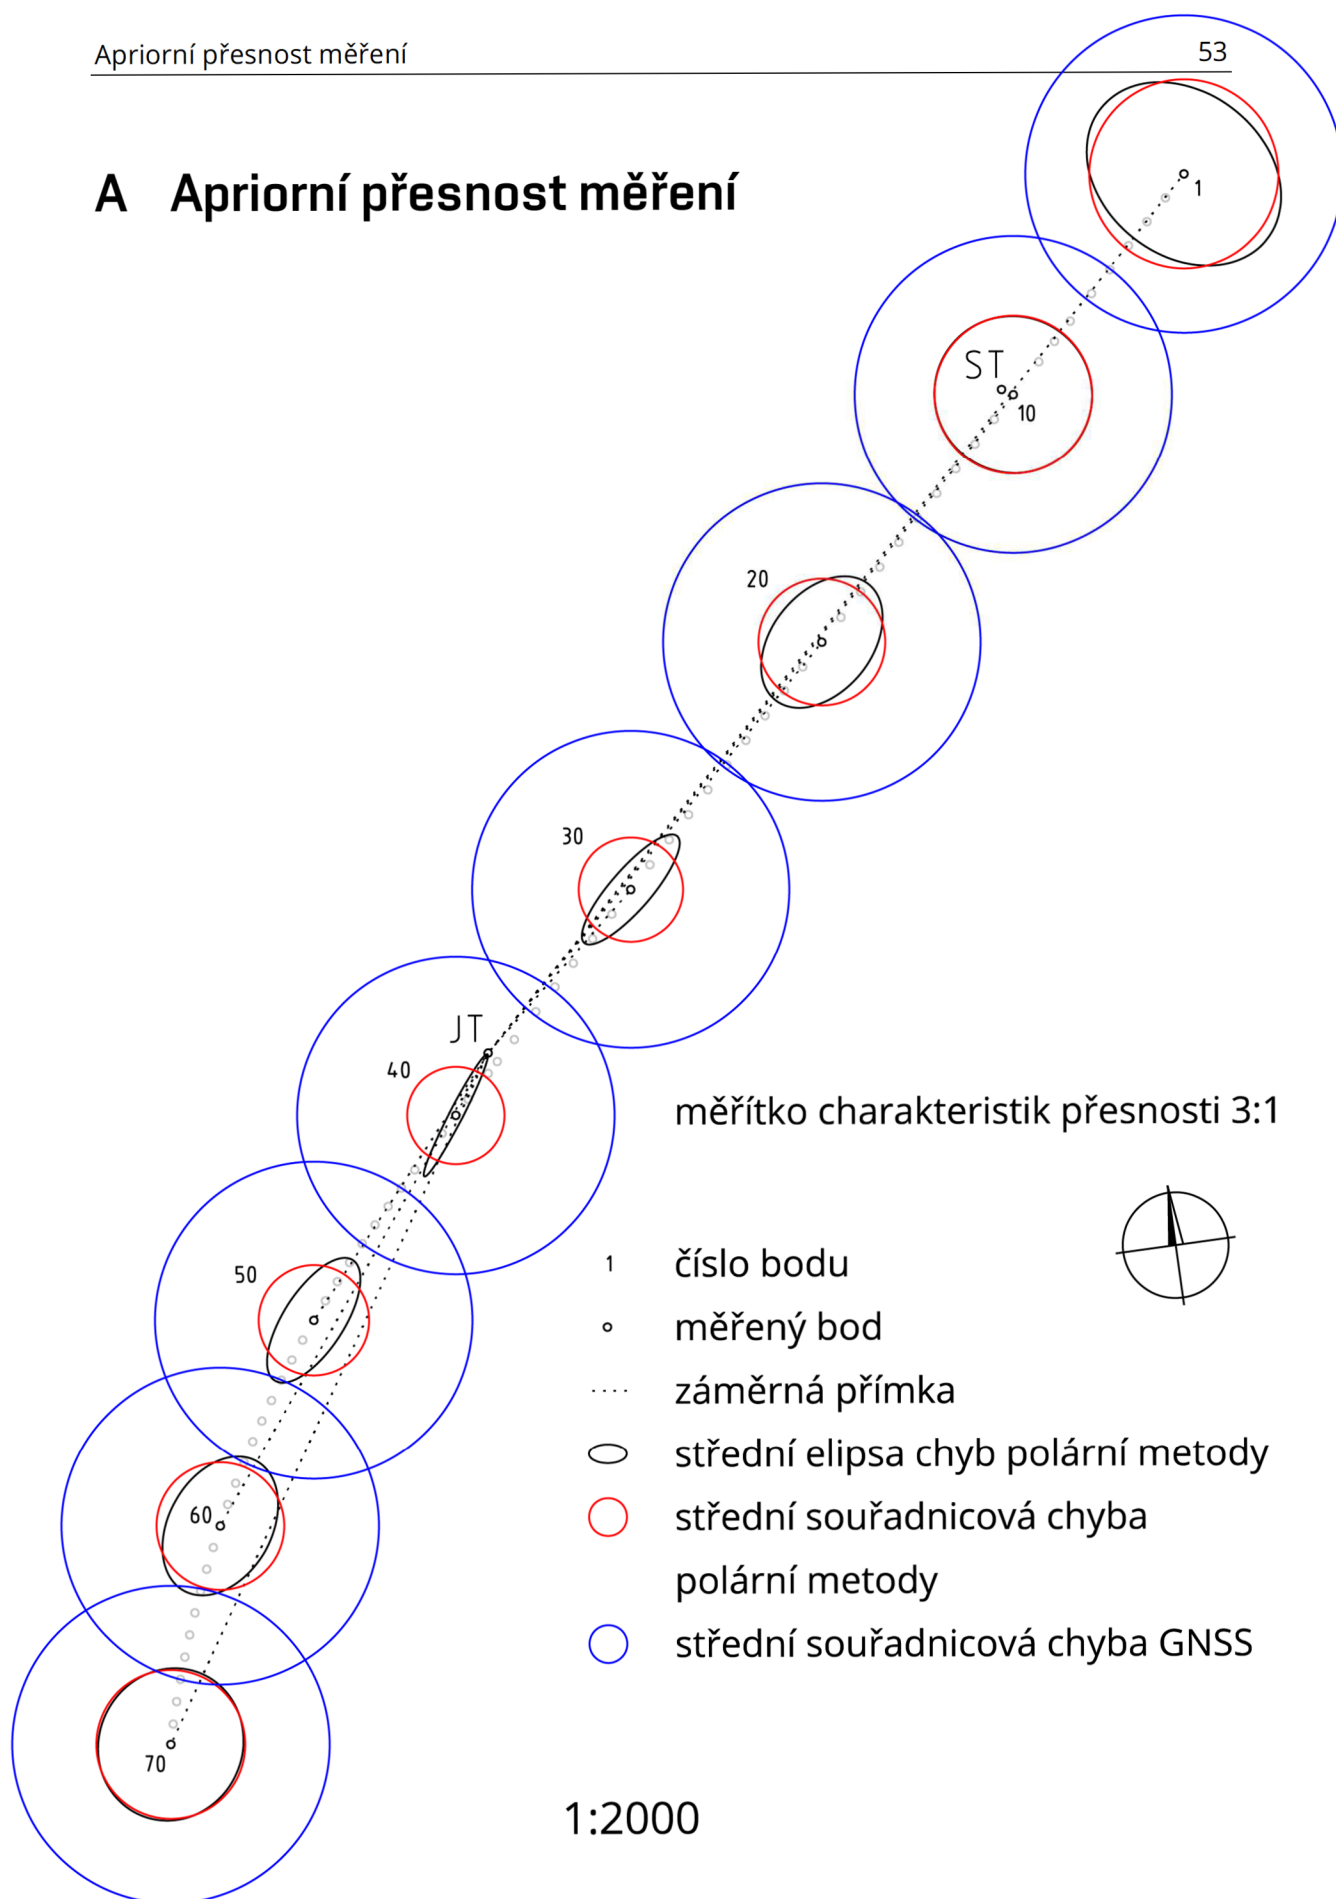 Apriorní přesnost měření 53
A Apriorní přesnost měření
1
ST
10
20
30
JT
40
měřítko charakteristik přesnosti 3:1
1 číslo bodu
50
měřený bod
záměrná přímka
střední elipsa chyb polární metody
60
střední souřadnicová chyba
polární metody
střední souřadnicová chyba GNSS
70
1:2000